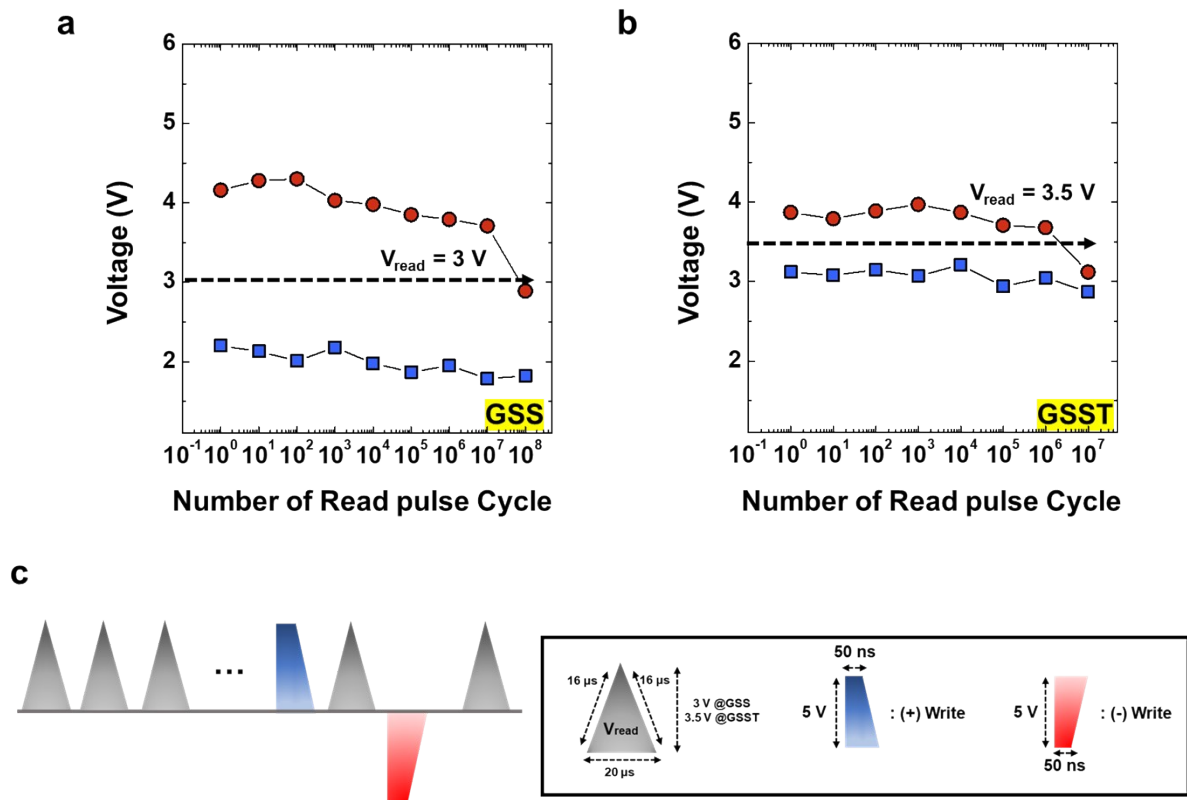 a
6
5
4
3
2
Voltage (V)
V_read = 3 V
GSS
10^-1 10^0 10^1 10^2 10^3 10^4 10^5 10^6 10^7 10^8
Number of Read pulse Cycle
b
6
5
4
3
2
Voltage (V)
V_read = 3.5 V
GSST
10^-1 10^0 10^1 10^2 10^3 10^4 10^5 10^6 10^7
Number of Read pulse Cycle
c
...
16 µs
16 µs
V_read
20 µs
3 V @GSS
3.5 V @GSST
50 ns
5 V
: (+) Write
5 V
: (-) Write
50 ns